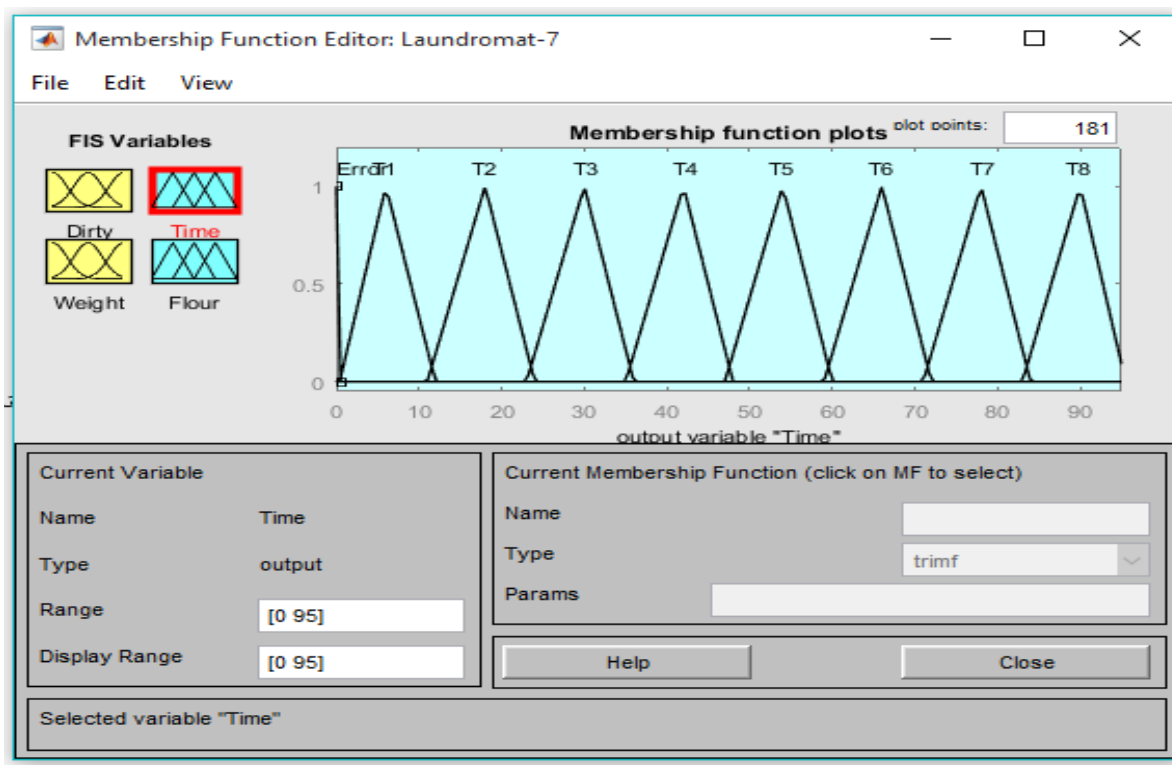 Membership Function Editor: Laundromat-7
File Edit View
FIS Variables
Dirty Time
Weight Flour
Membership function plots plot points: 181
Error T1 T2 T3 T4 T5 T6 T7 T8
1
0.5
0
0 10 20 30 40 50 60 70 80 90
output variable "Time"
Current Variable
Name Time
Type output
Range [0 95]
Display Range [0 95]
Current Membership Function (click on MF to select)
Name
Type trimf
Params
Help Close
Selected variable "Time"